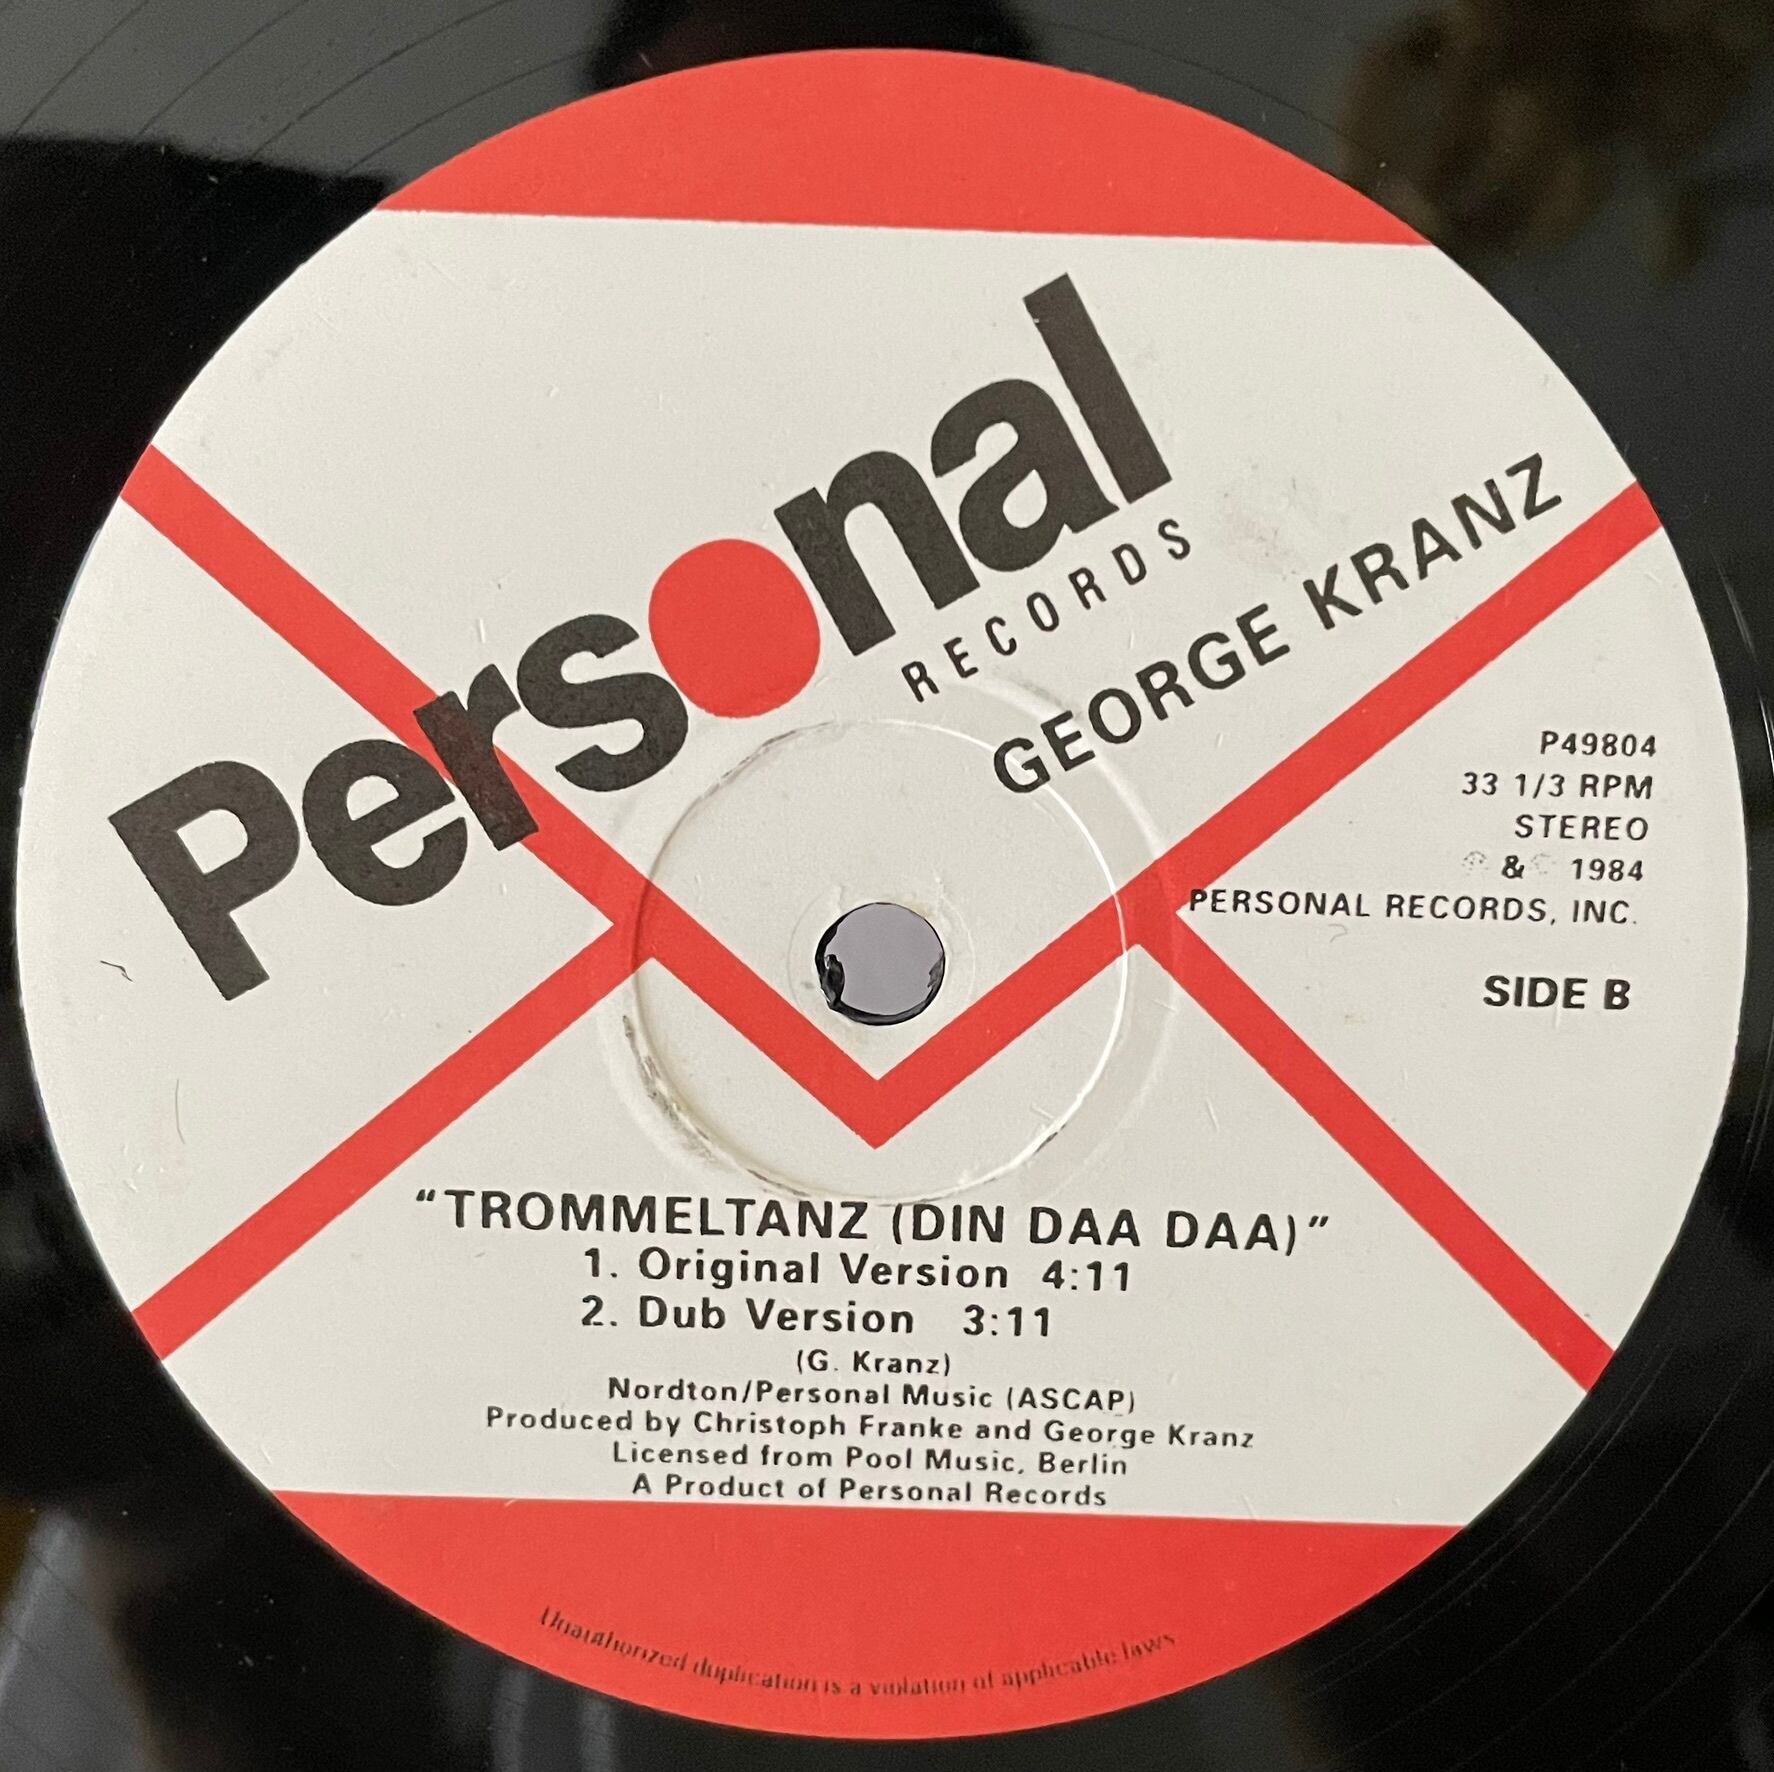 Personal
RECORDS
GEORGE KRANZ
P49804
33 1/3 RPM
STEREO
℗ & © 1984
PERSONAL RECORDS, INC.
SIDE B
“TROMMELTANZ (DIN DAA DAA)”
1. Original Version 4:11
2. Dub Version 3:11
(G. Kranz)
Nordton/Personal Music (ASCAP)
Produced by Christoph Franke and George Kranz
Licensed from Pool Music, Berlin
A Product of Personal Records
Unauthorized duplication is a violation of applicable laws